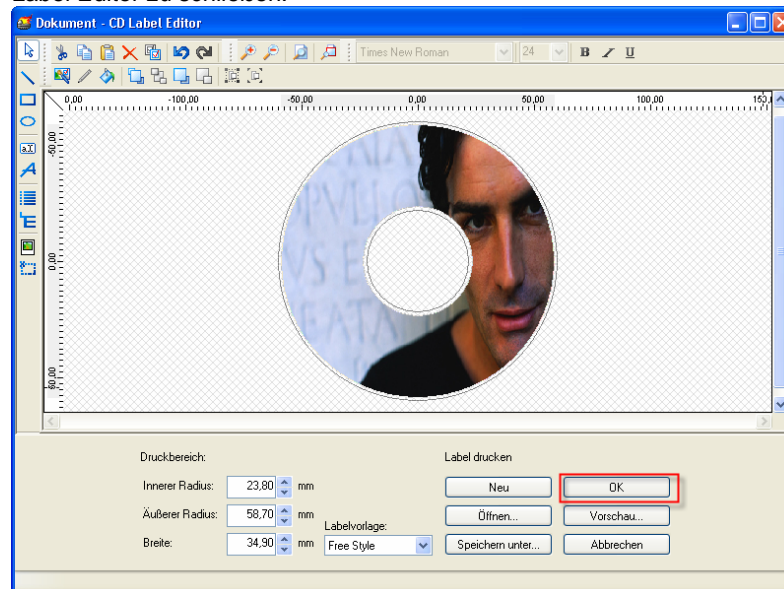 Label Editor zu schließen.
Dokument - CD Label Editor
Times New Roman 24 B I U
0,00 -100,00 -50,00 0,00 50,00 100,00
-50,00
0,00
50,00
VS E
EATA
Druckbereich:
Label drucken
Innerer Radius: 23,80 mm
Neu
OK
Äußerer Radius: 58,70 mm
Labelvorlage:
Öffnen...
Vorschau...
Breite: 34,90 mm
Free Style
Speichern unter...
Abbrechen